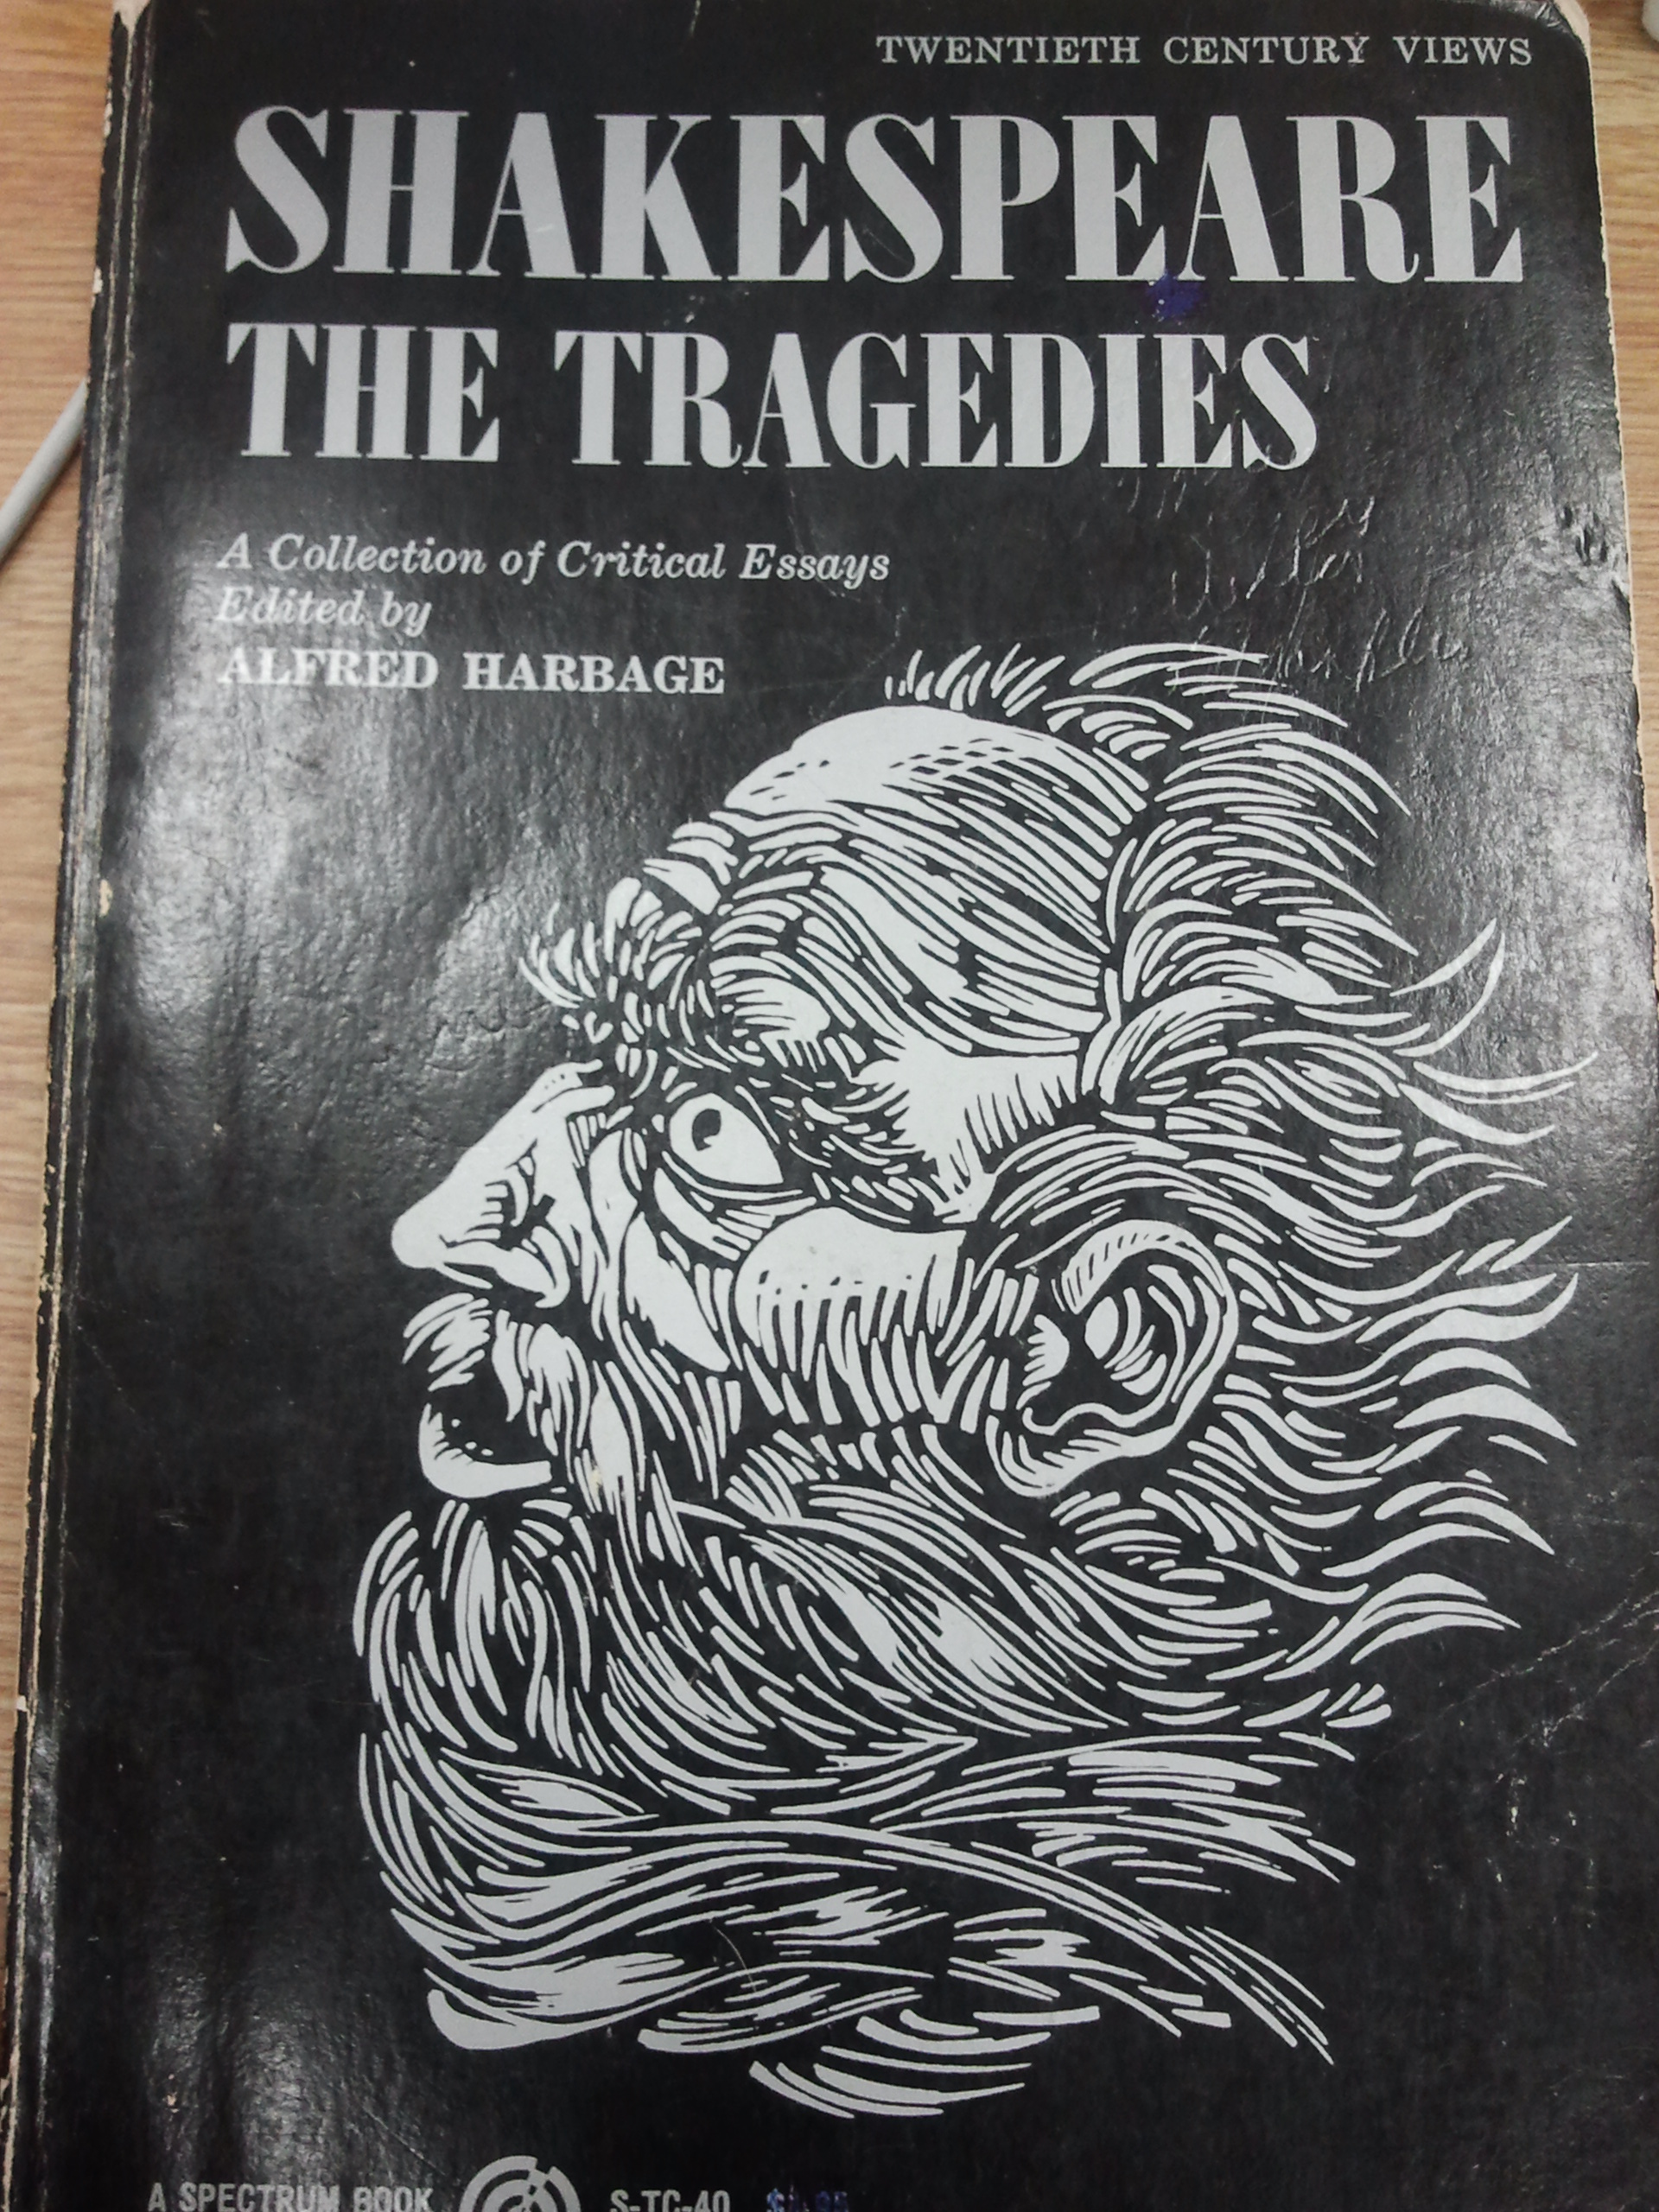 TWENTIETH CENTURY VIEWS
SHAKESPEARE
THE TRAGEDIES
A Collection of Critical Essays
Edited by
ALFRED HARBAGE
A SPECTRUM BOOK S-TC-40